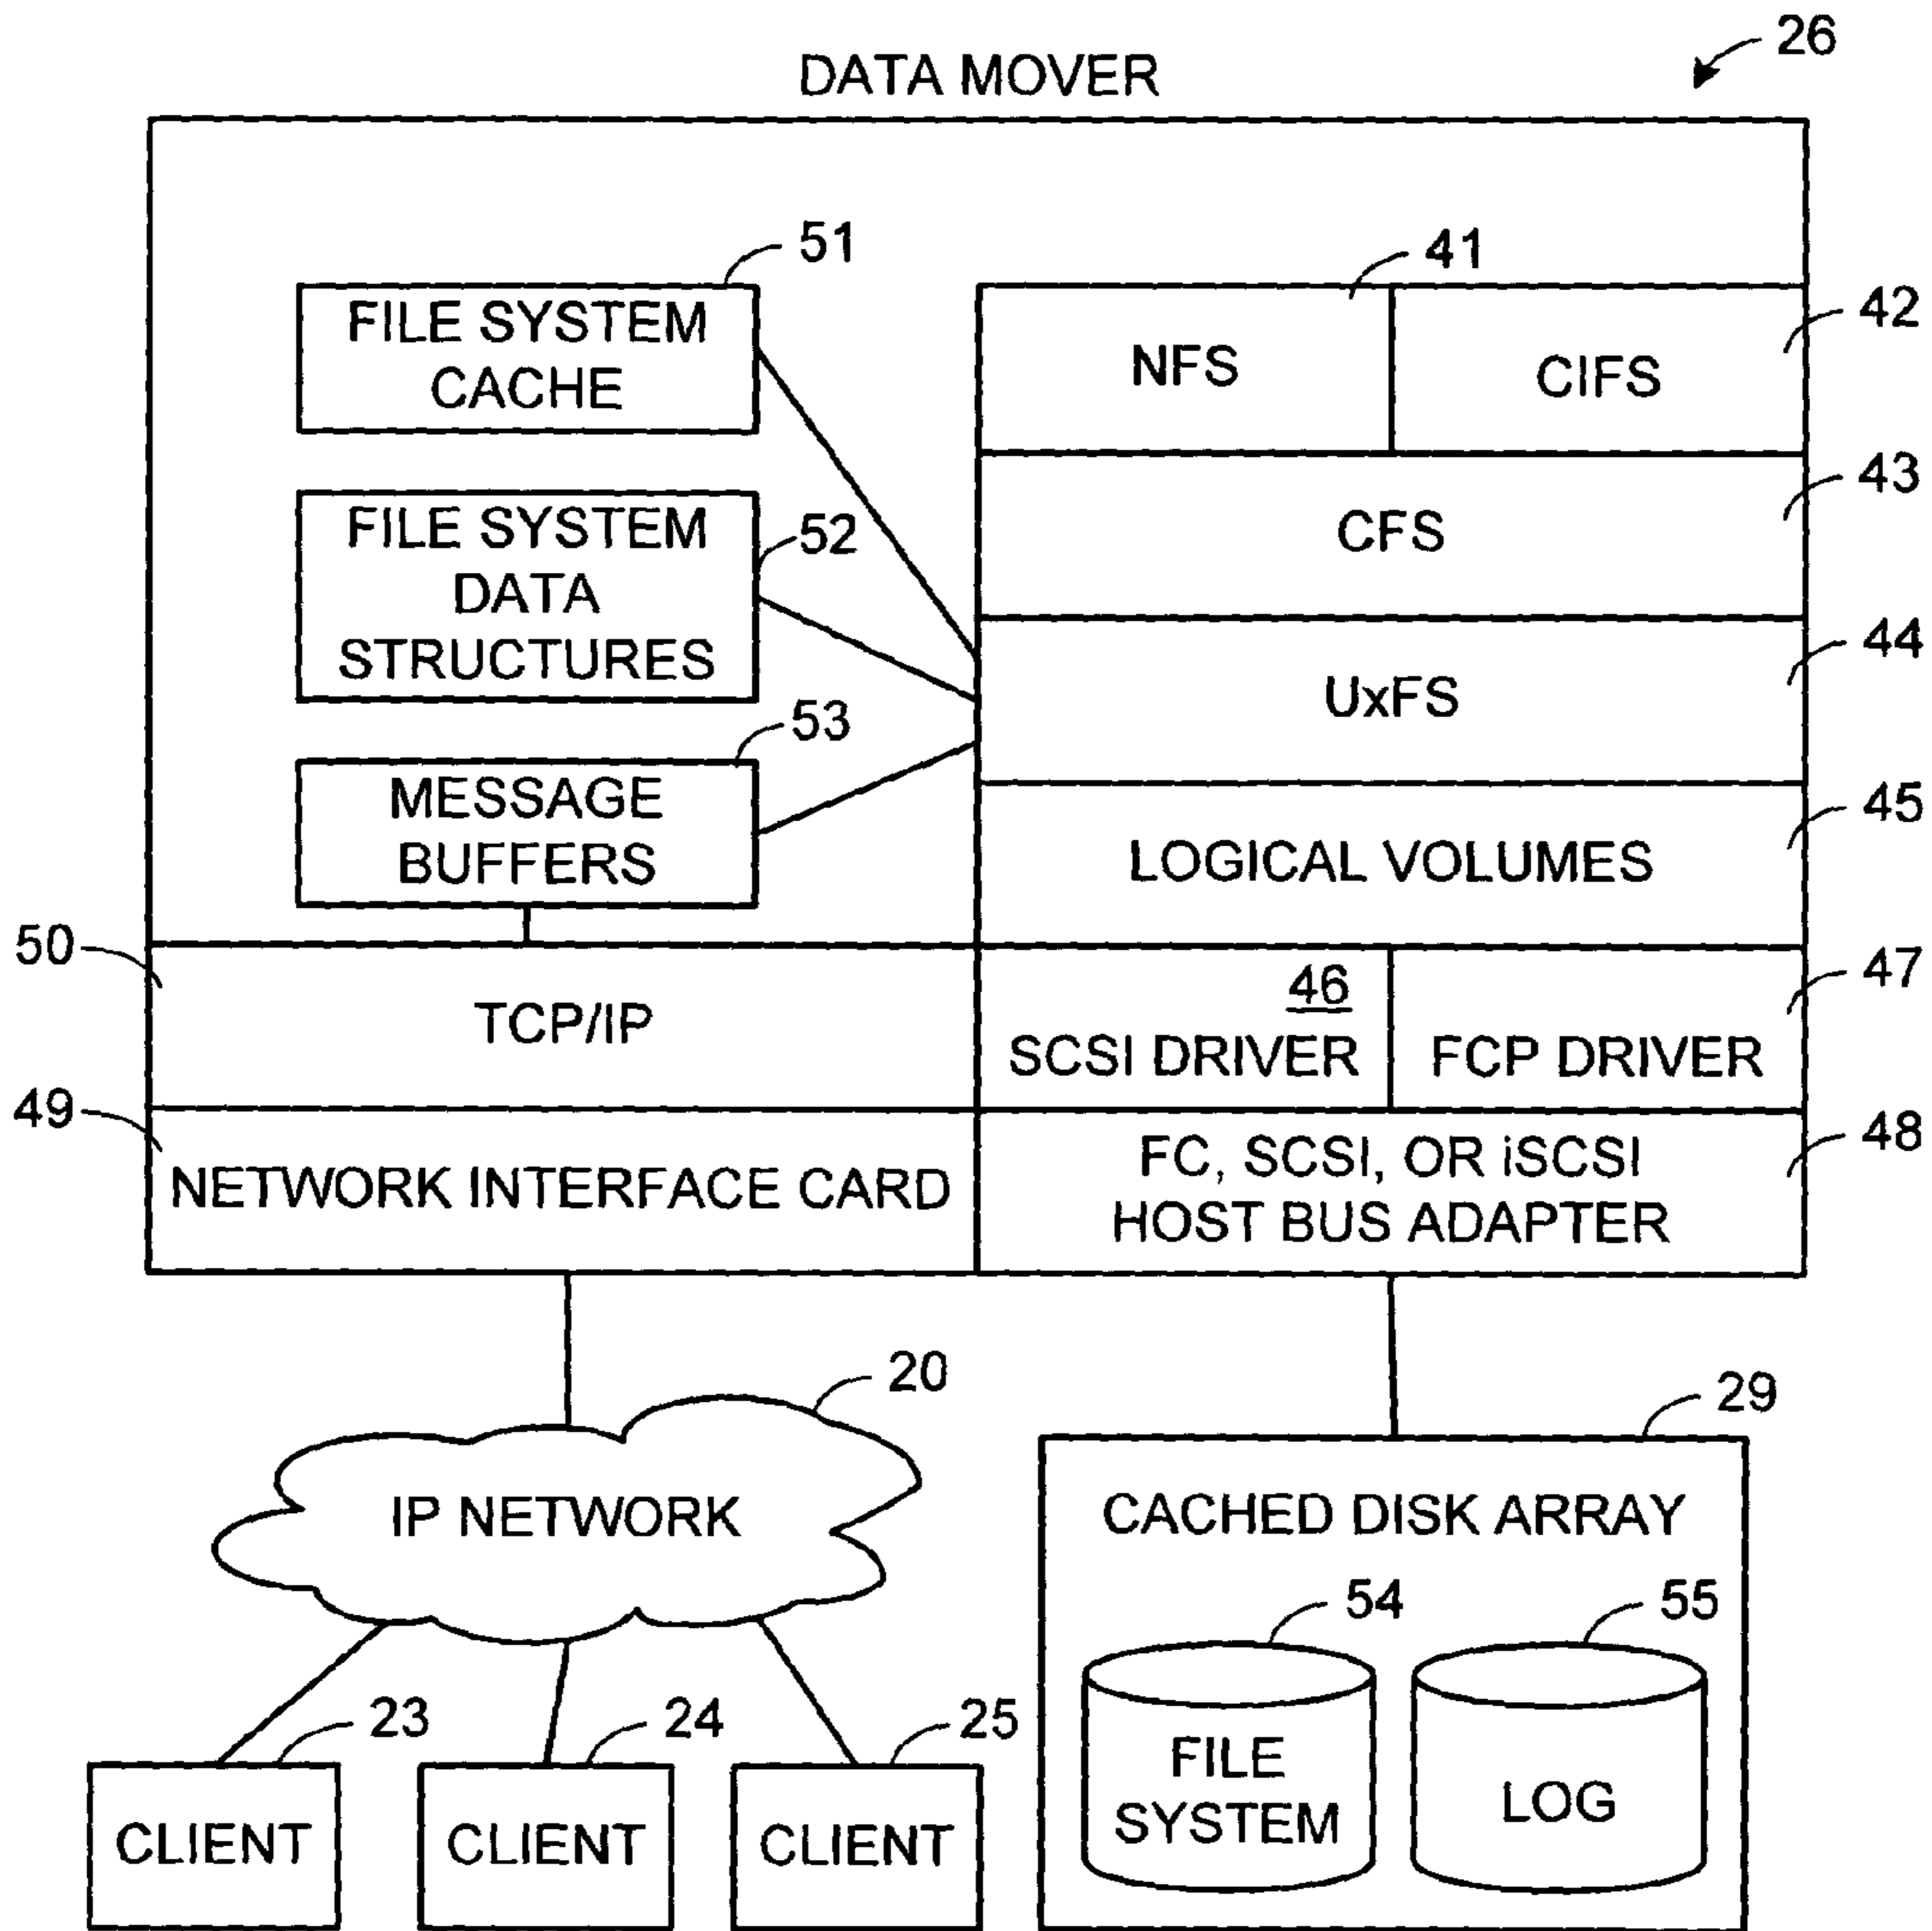 26
DATA MOVER
51
41
FILE SYSTEM
CACHE
NFS
CIFS
42
43
FILE SYSTEM
DATA
STRUCTURES
52
CFS
44
UxFS
53
MESSAGE
BUFFERS
45
LOGICAL VOLUMES
50
TCP/IP
46
SCSI DRIVER
FCP DRIVER
47
49
NETWORK INTERFACE CARD
FC, SCSI, OR iSCSI
HOST BUS ADAPTER
48
20
IP NETWORK
29
CACHED DISK ARRAY
54
55
FILE
SYSTEM
LOG
23
24
25
CLIENT
CLIENT
CLIENT